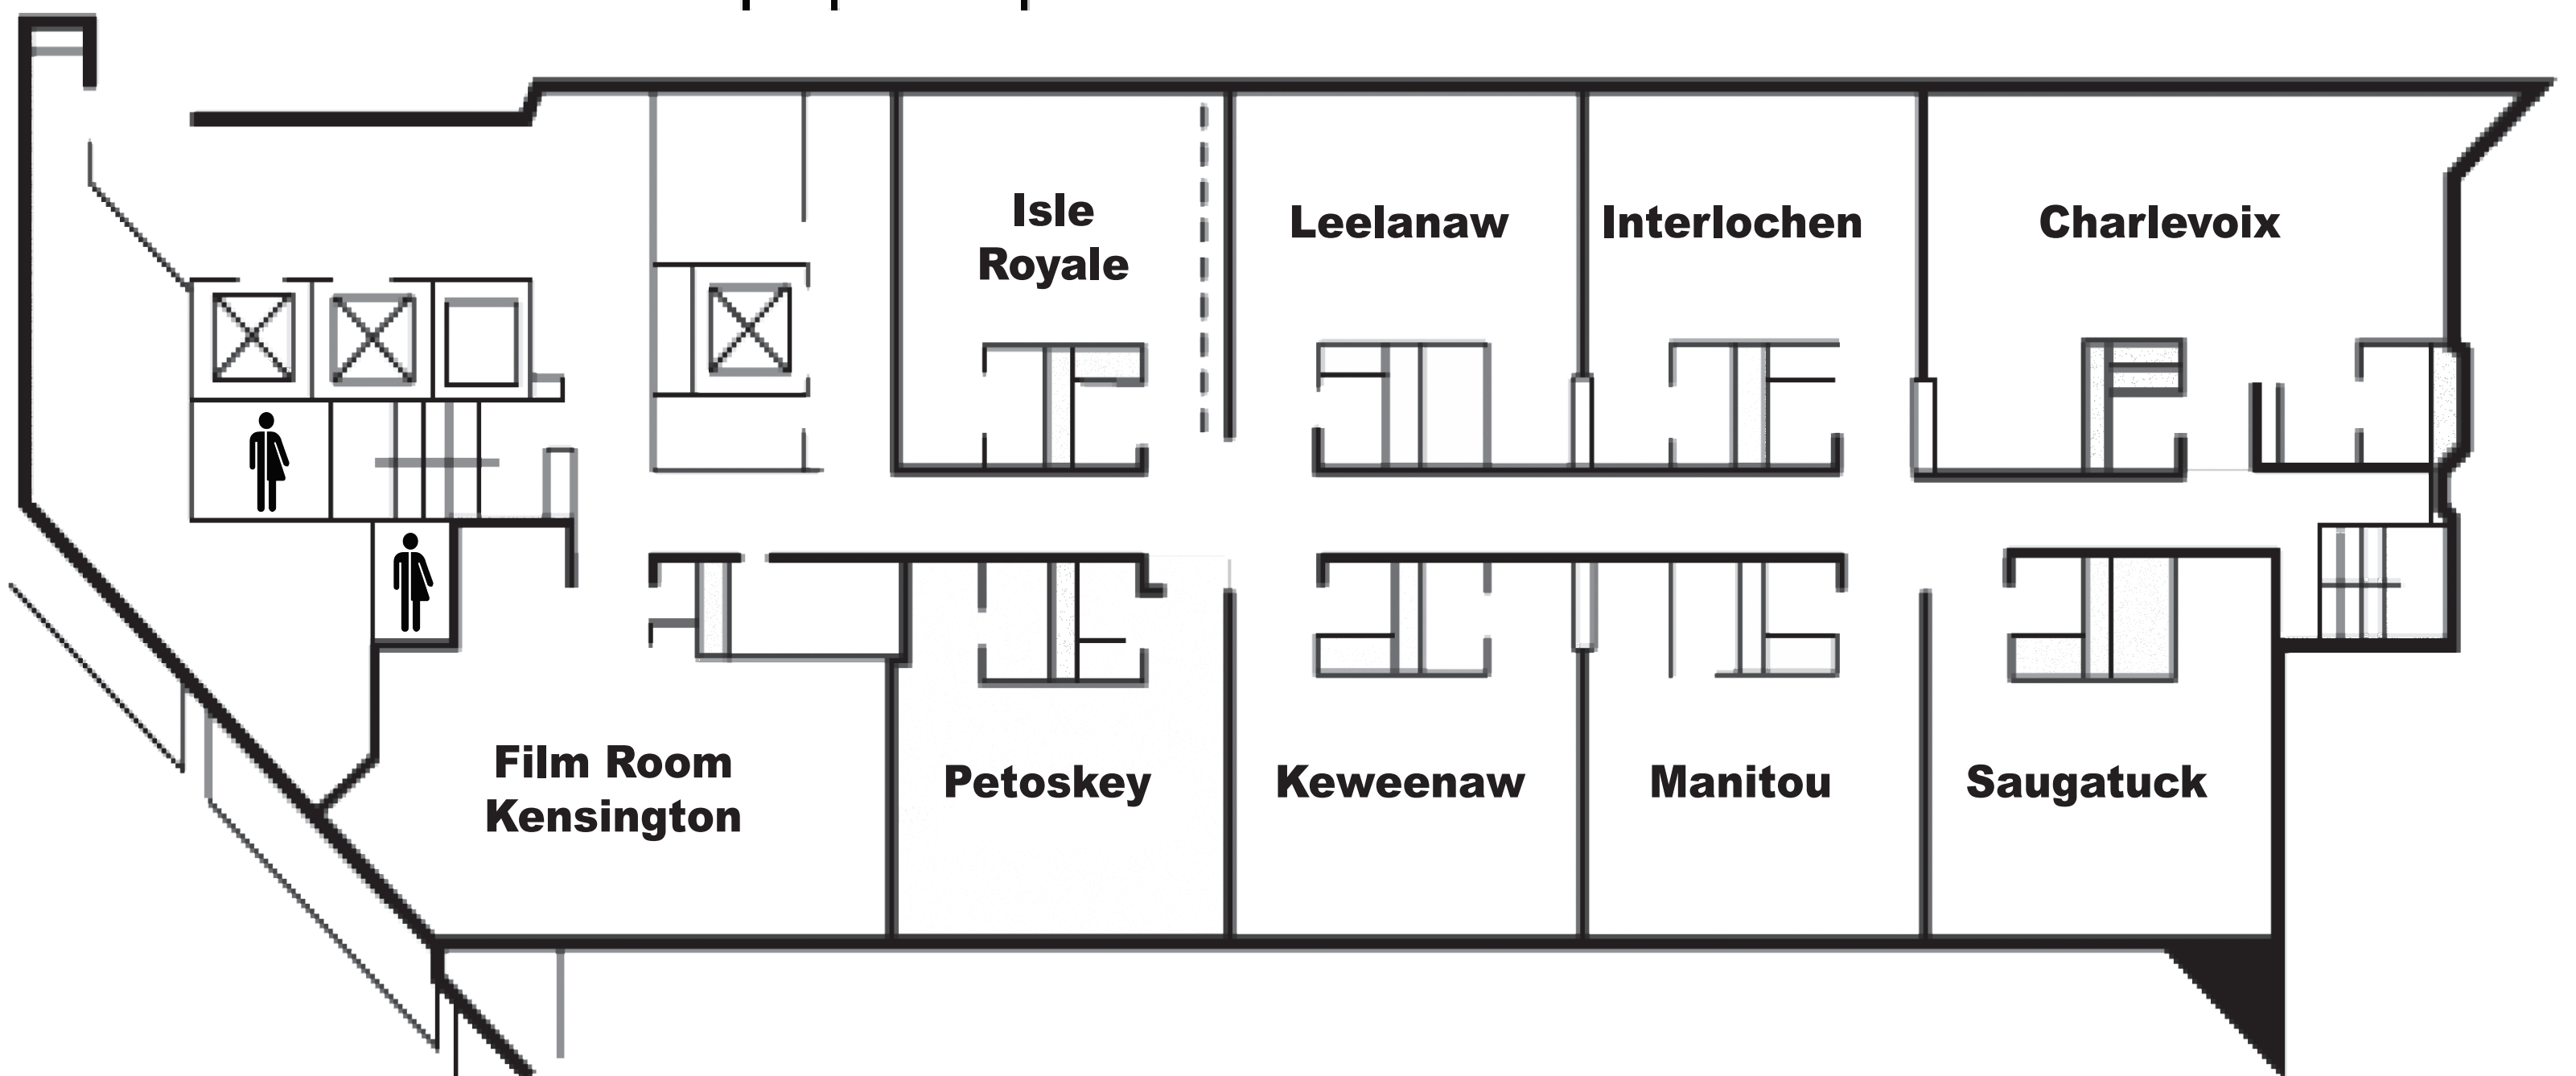 Isle
Royale
Leelanaw
Interlochen
Charlevoix
Film Room
Kensington
Petoskey
Keweenaw
Manitou
Saugatuck